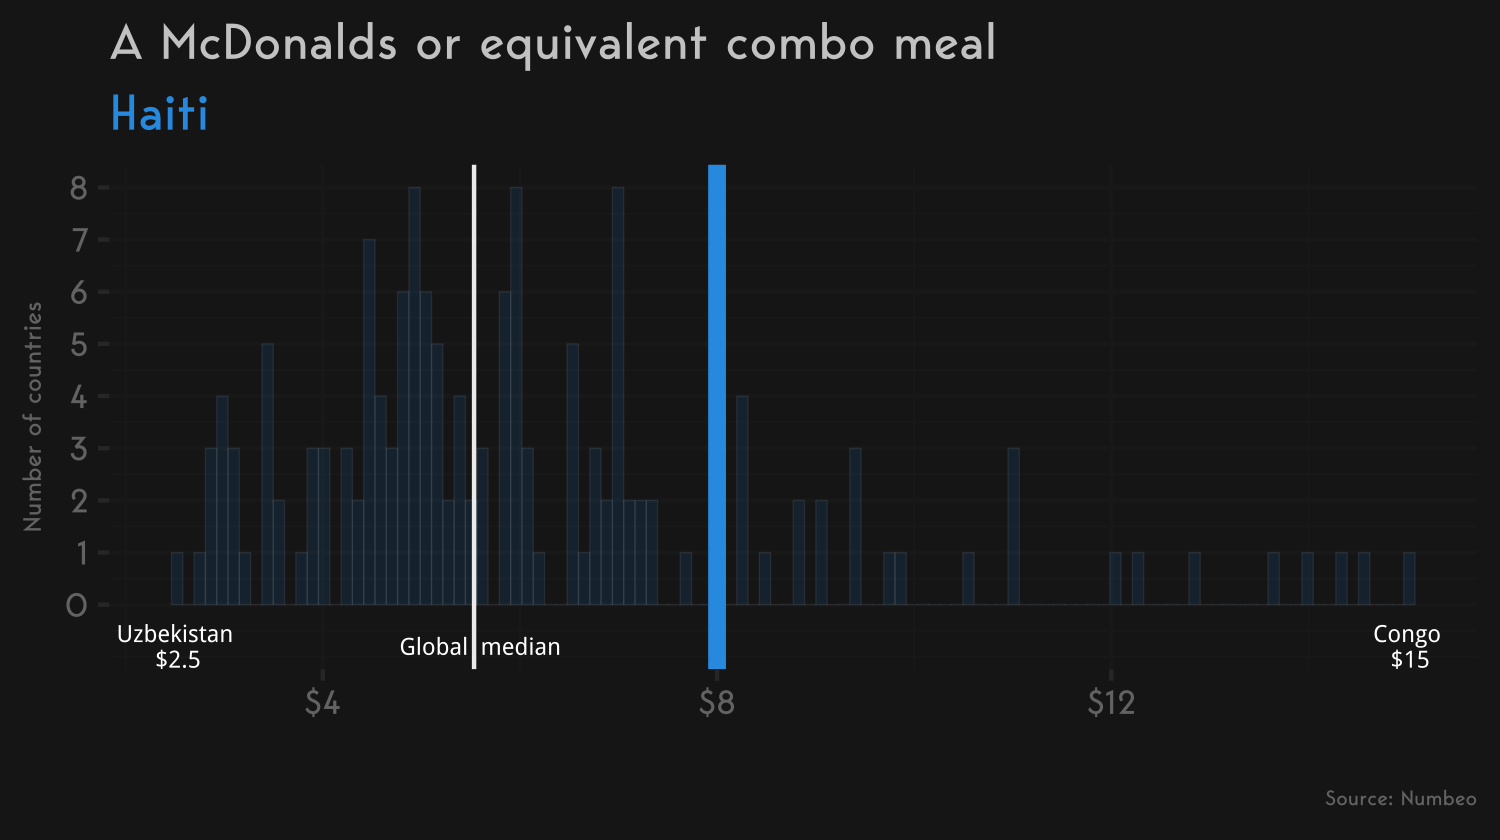 A McDonalds or equivalent combo meal
Haiti
Number of countries
8
7
6
5
4
3
2
1
0
Uzbekistan
$2.5
Global median
Congo
$15
$4 $8 $12
Source: Numbeo